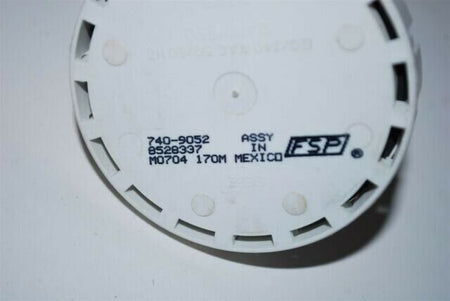 740-9052 ASSY
8528337 IN FSP®
M0704 170M MEXICO